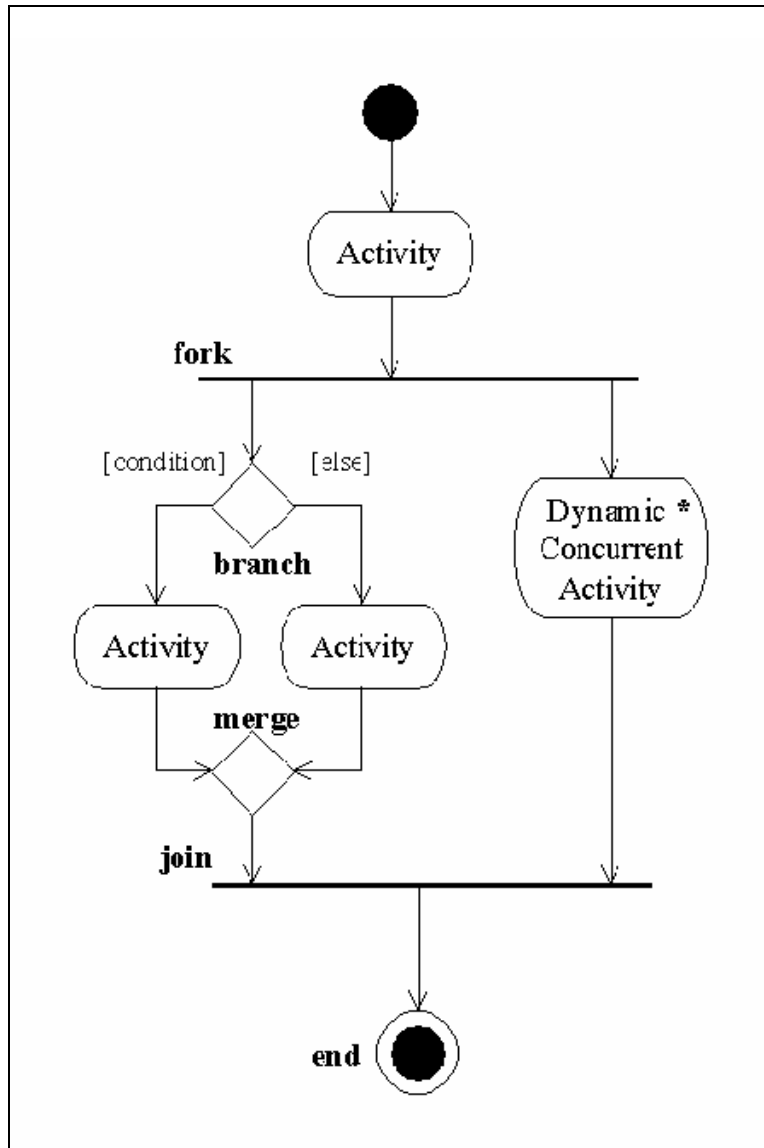 Activity
fork
[condition]
[else]
branch
Dynamic *
Concurrent
Activity
Activity
Activity
merge
join
end